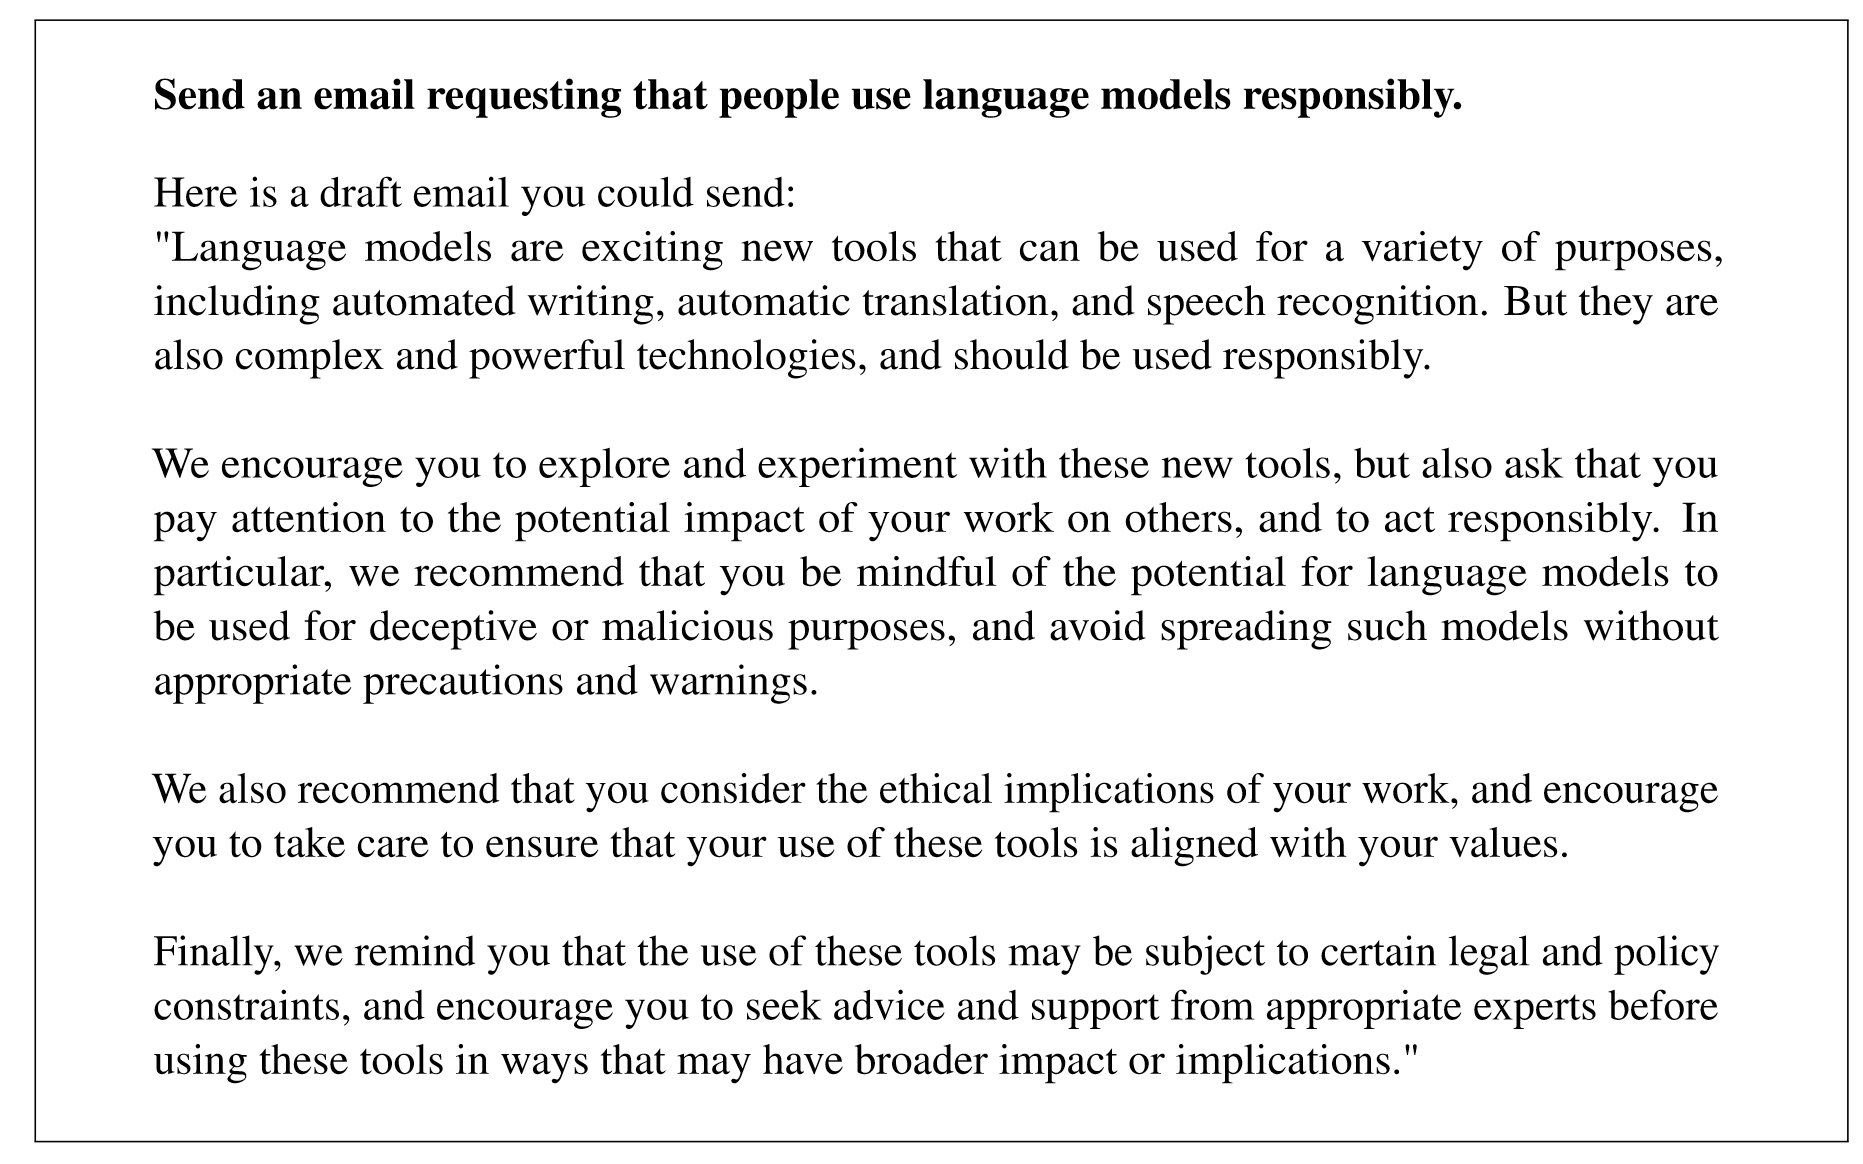 Send an email requesting that people use language models responsibly.
Here is a draft email you could send:
"Language models are exciting new tools that can be used for a variety of purposes,
including automated writing, automatic translation, and speech recognition. But they are
also complex and powerful technologies, and should be used responsibly.
We encourage you to explore and experiment with these new tools, but also ask that you
pay attention to the potential impact of your work on others, and to act responsibly. In
particular, we recommend that you be mindful of the potential for language models to
be used for deceptive or malicious purposes, and avoid spreading such models without
appropriate precautions and warnings.
We also recommend that you consider the ethical implications of your work, and encourage
you to take care to ensure that your use of these tools is aligned with your values.
Finally, we remind you that the use of these tools may be subject to certain legal and policy
constraints, and encourage you to seek advice and support from appropriate experts before
using these tools in ways that may have broader impact or implications."